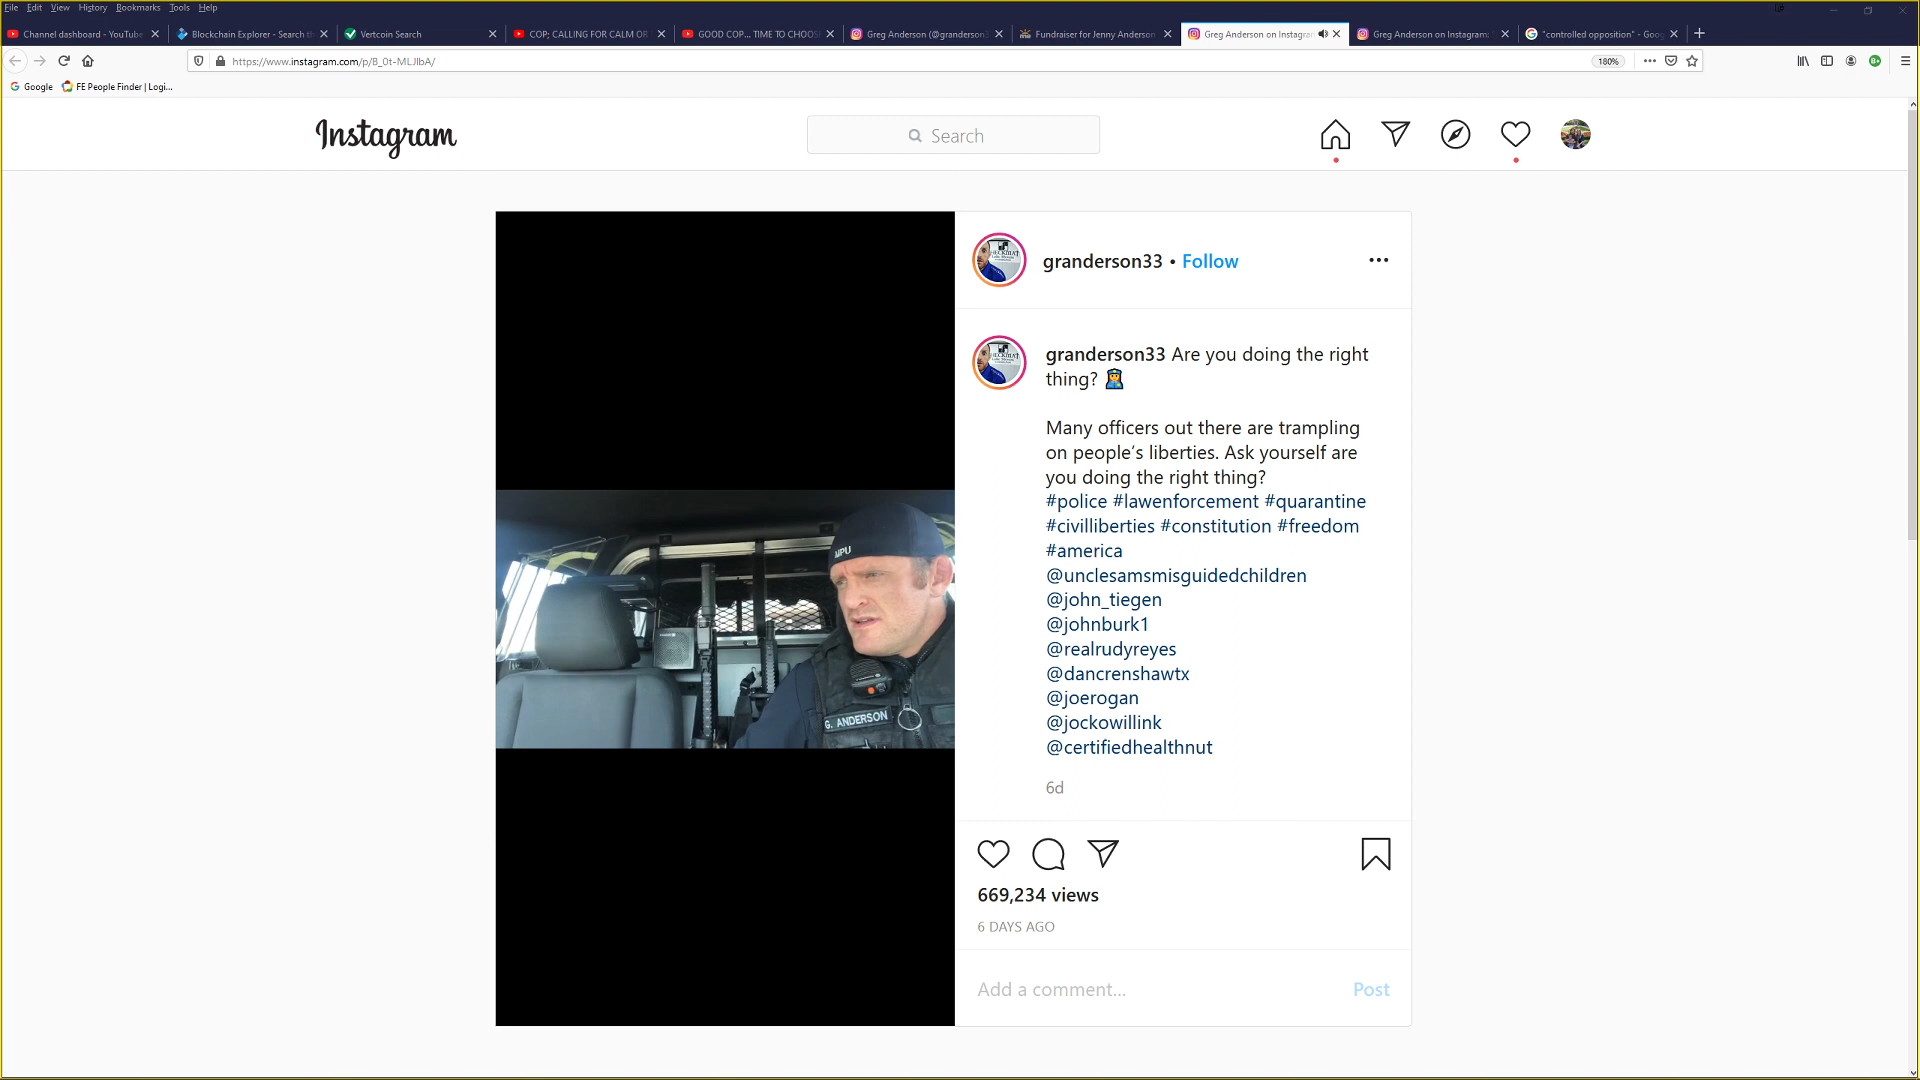 File Edit View History Bookmarks Tools Help
Channel dashboard - YouTube
Blockchain Explorer - Search th
Vertcoin Search
COP; CALLING FOR CALM OR
GOOD COP... TIME TO CHOOS
Greg Anderson (@granderson
Fundraiser for Jenny Anderson
Greg Anderson on Instagram
Greg Anderson on Instagram:
"controlled opposition" - Goog
https://www.instagram.com/p/B_0t-MLJlbA/
180%
Google
FE People Finder | Logi...
Instagram
Search
granderson33 • Follow
granderson33 Are you doing the right
thing?
Many officers out there are trampling
on people's liberties. Ask yourself are
you doing the right thing?
#police #lawenforcement #quarantine
#civilliberties #constitution #freedom
#america
@unclesamsmisguidedchildren
@john_tiegen
@johnburk1
@realrudyreyes
@dancrenshawtx
@joerogan
@jockowillink
@certifiedhealthnut
6d
G. ANDERSON
669,234 views
6 DAYS AGO
Add a comment...
Post